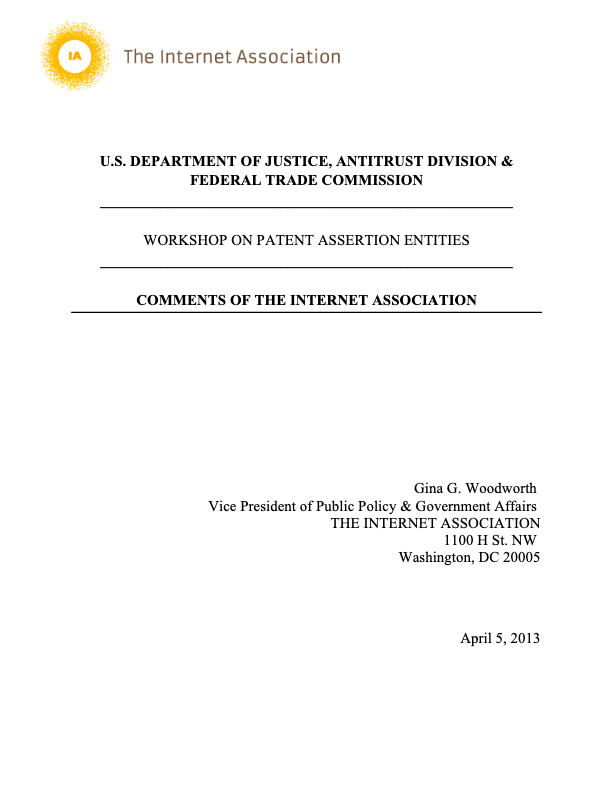 IA
The Internet Association
U.S. DEPARTMENT OF JUSTICE, ANTITRUST DIVISION &
FEDERAL TRADE COMMISSION
WORKSHOP ON PATENT ASSERTION ENTITIES
COMMENTS OF THE INTERNET ASSOCIATION
Gina G. Woodworth
Vice President of Public Policy & Government Affairs
THE INTERNET ASSOCIATION
1100 H St. NW
Washington, DC 20005
April 5, 2013